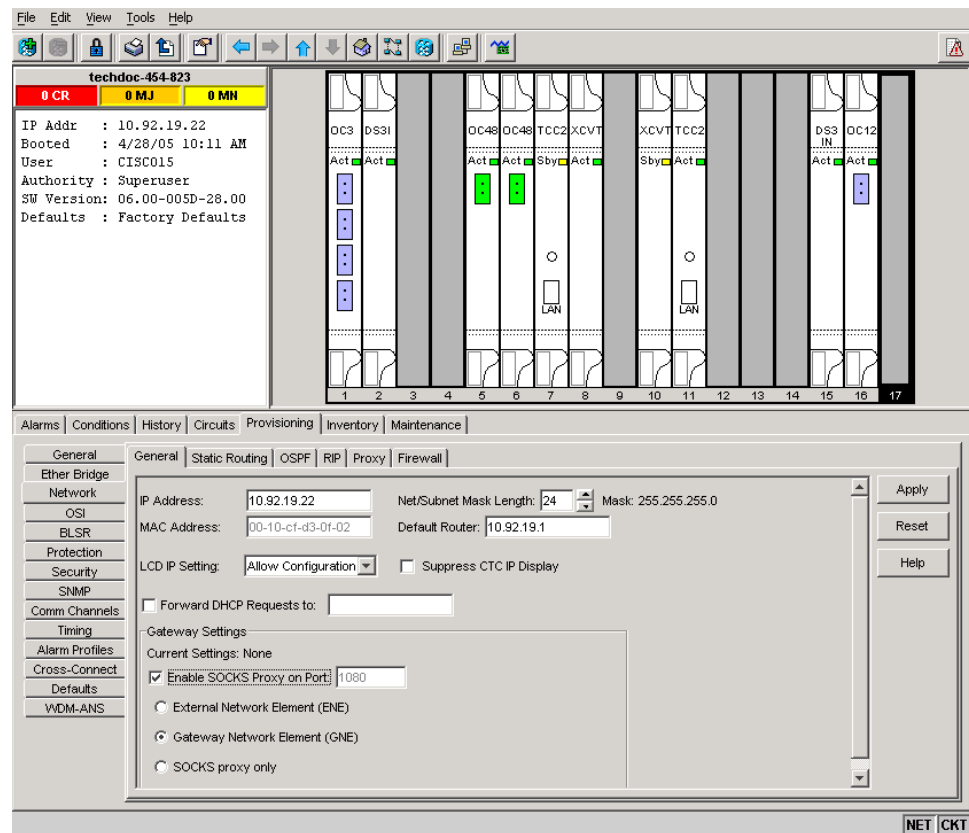 File Edit View Tools Help
techdoc-454-823
0 CR 0 MJ 0 MN
IP Addr : 10.92.19.22
Booted : 4/28/05 10:11 AM
User : CISCO15
Authority : Superuser
SW Version: 06.00-005D-28.00
Defaults : Factory Defaults
OC3 DS3I OC48 OC48 TCC2 XCVT XCVT TCC2 DS3 IN OC12
Act Act Act Act Sby Act Sby Act Act Act
LAN LAN
1 2 3 4 5 6 7 8 9 10 11 12 13 14 15 16 17
Alarms Conditions History Circuits Provisioning Inventory Maintenance
General
Ether Bridge
Network
OSI
BLSR
Protection
Security
SNMP
Comm Channels
Timing
Alarm Profiles
Cross-Connect
Defaults
WDM-ANS
General Static Routing OSPF RIP Proxy Firewall
IP Address: 10.92.19.22 Net/Subnet Mask Length: 24 Mask: 255.255.255.0
MAC Address: 00-10-cf-d3-0f-02 Default Router: 10.92.19.1
LCD IP Setting: Allow Configuration Suppress CTC IP Display
Forward DHCP Requests to:
Gateway Settings
Current Settings: None
Enable SOCKS Proxy on Port: 1080
External Network Element (ENE)
Gateway Network Element (GNE)
SOCKS proxy only
Apply
Reset
Help
NET CKT